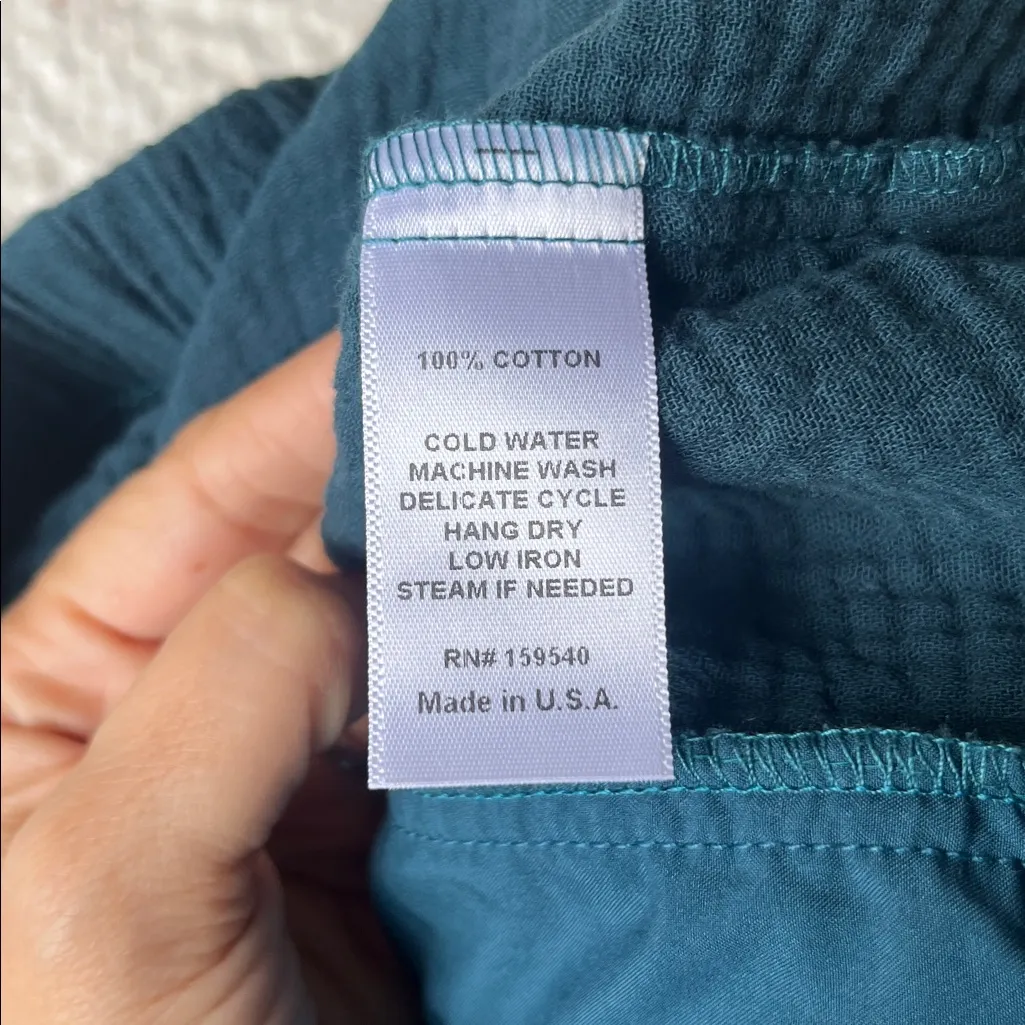 100% COTTON
COLD WATER
MACHINE WASH
DELICATE CYCLE
HANG DRY
LOW IRON
STEAM IF NEEDED
RN# 159540
Made in U.S.A.